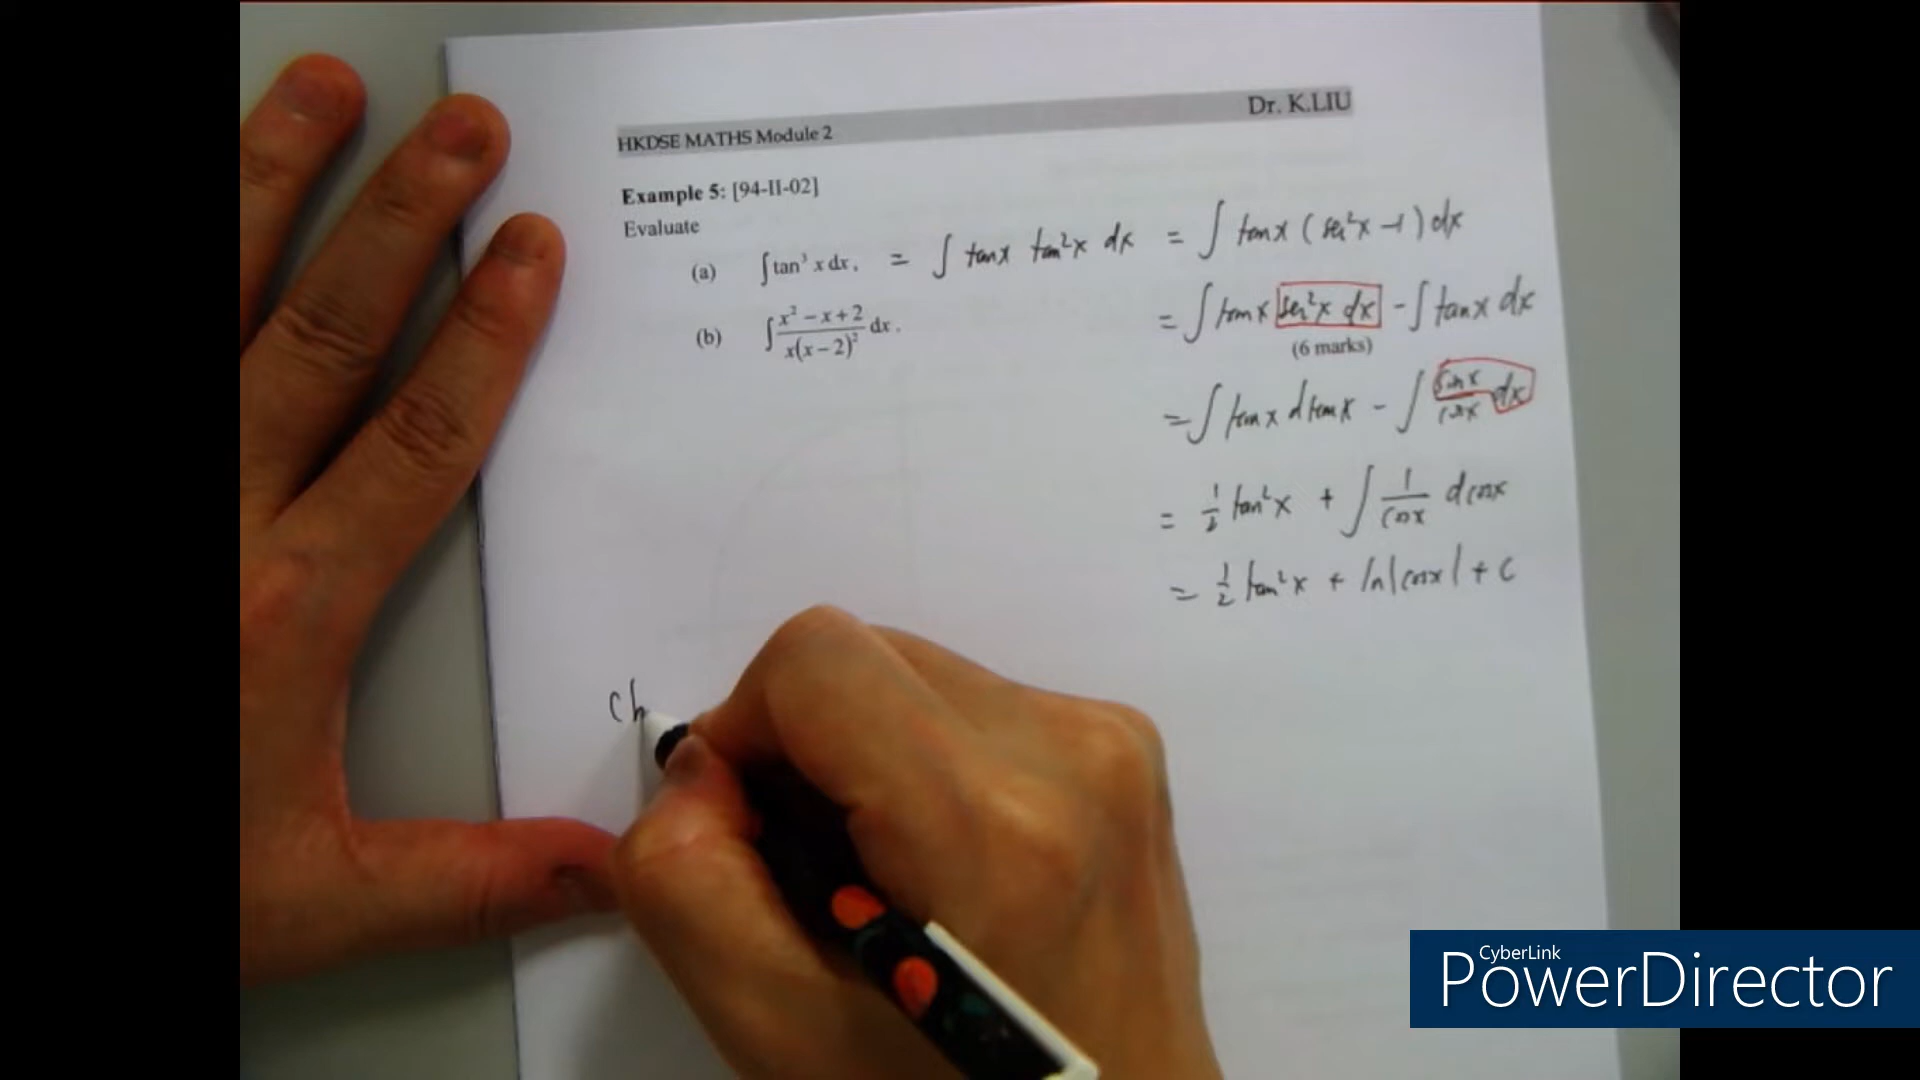 HKDSE MATHS Module 2 Dr. K.LIU
Example 5: [94-II-02]
Evaluate
(a) ∫tan³ x dx, = ∫ tanx tan²x dx = ∫ tanx (sec²x −1) dx
= ∫ tanx sec²x dx − ∫ tanx dx
(b) ∫ (x² − x + 2)/(x(x − 2)²) dx.
(6 marks)
= ∫ tanx dtanx − ∫ sinx/cosx dx
= 1/2 tan²x + ∫ 1/cosx dcosx
= 1/2 tan²x + ln|cosx| + C
Ch
CyberLink
PowerDirector